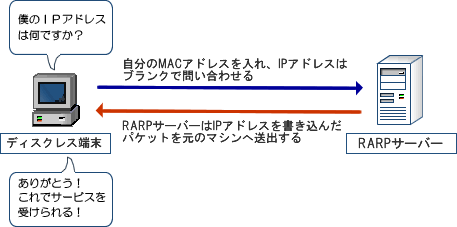 僕のＩＰアドレス
は何ですか？
自分のMACアドレスを入れ、IPアドレスは
ブランクで問い合わせる
RARPサーバーはIPアドレスを書き込んだ
パケットを元のマシンへ送出する
ディスクレス端末
RARPサーバー
ありがとう！
これでサービスを
受けられる！